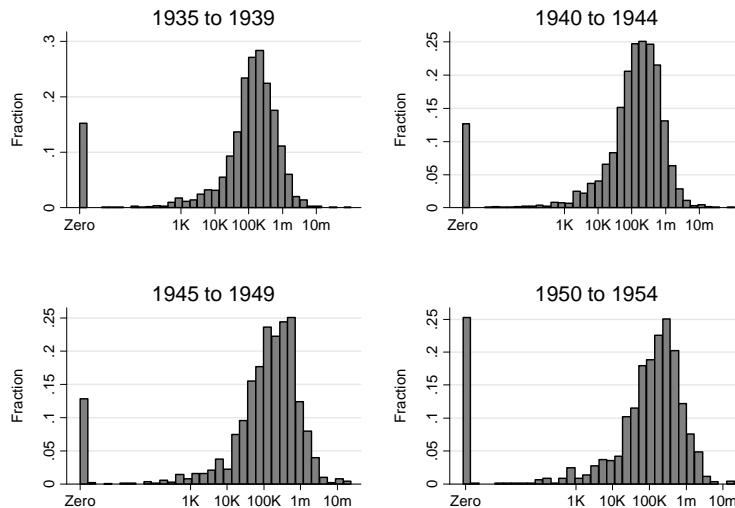 1935 to 1939
Fraction
0
.1
.2
.3
Zero 1K 10K 100K 1m 10m
1940 to 1944
Fraction
0
.05
.1
.15
.2
.25
Zero 1K 10K 100K 1m 10m
1945 to 1949
Fraction
0
.05
.1
.15
.2
.25
Zero 1K 10K 100K 1m 10m
1950 to 1954
Fraction
0
.05
.1
.15
.2
.25
Zero 1K 10K 100K 1m 10m